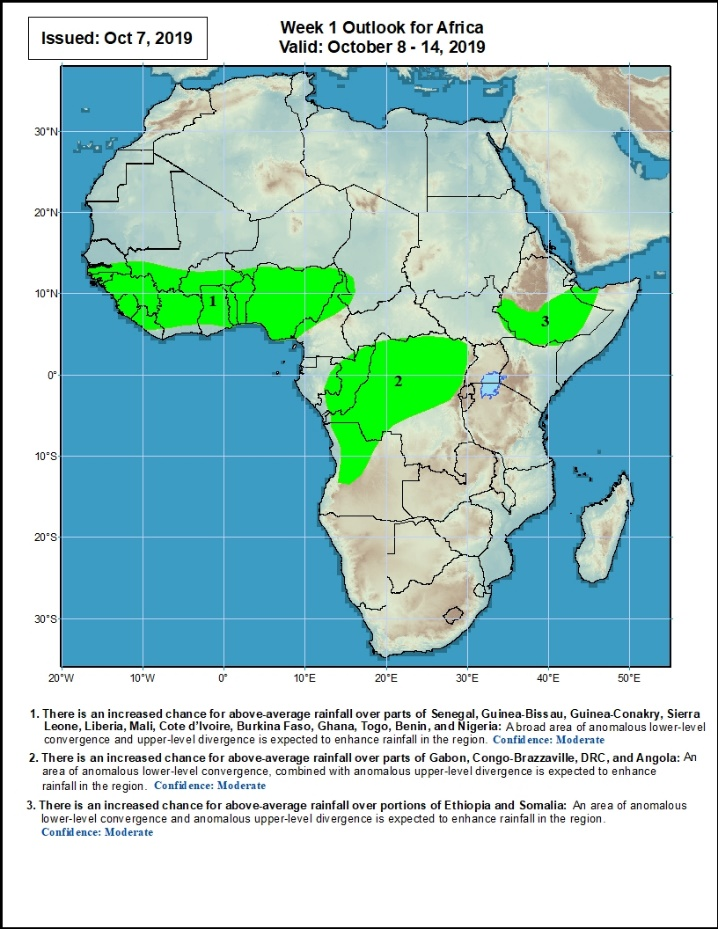 Issued: Oct 7, 2019
Week 1 Outlook for Africa
Valid: October 8 - 14, 2019
30°N
20°N
10°N
0°
10°S
20°S
30°S
1
2
3
20°W
10°W
0°
10°E
20°E
30°E
40°E
50°E
1. There is an increased chance for above-average rainfall over parts of Senegal, Guinea-Bissau, Guinea-Conakry, Sierra
Leone, Liberia, Mali, Cote d'Ivoire, Burkina Faso, Ghana, Togo, Benin, and Nigeria: A broad area of anomalous lower-level
convergence and upper-level divergence is expected to enhance rainfall in the region. Confidence: Moderate
2. There is an increased chance for above-average rainfall over parts of Gabon, Congo-Brazzaville, DRC, and Angola: An
area of anomalous lower-level convergence, combined with anomalous upper-level divergence is expected to enhance
rainfall in the region. Confidence: Moderate
3. There is an increased chance for above-average rainfall over portions of Ethiopia and Somalia: An area of anomalous
lower-level convergence and anomalous upper-level divergence is expected to enhance rainfall in the region.
Confidence: Moderate